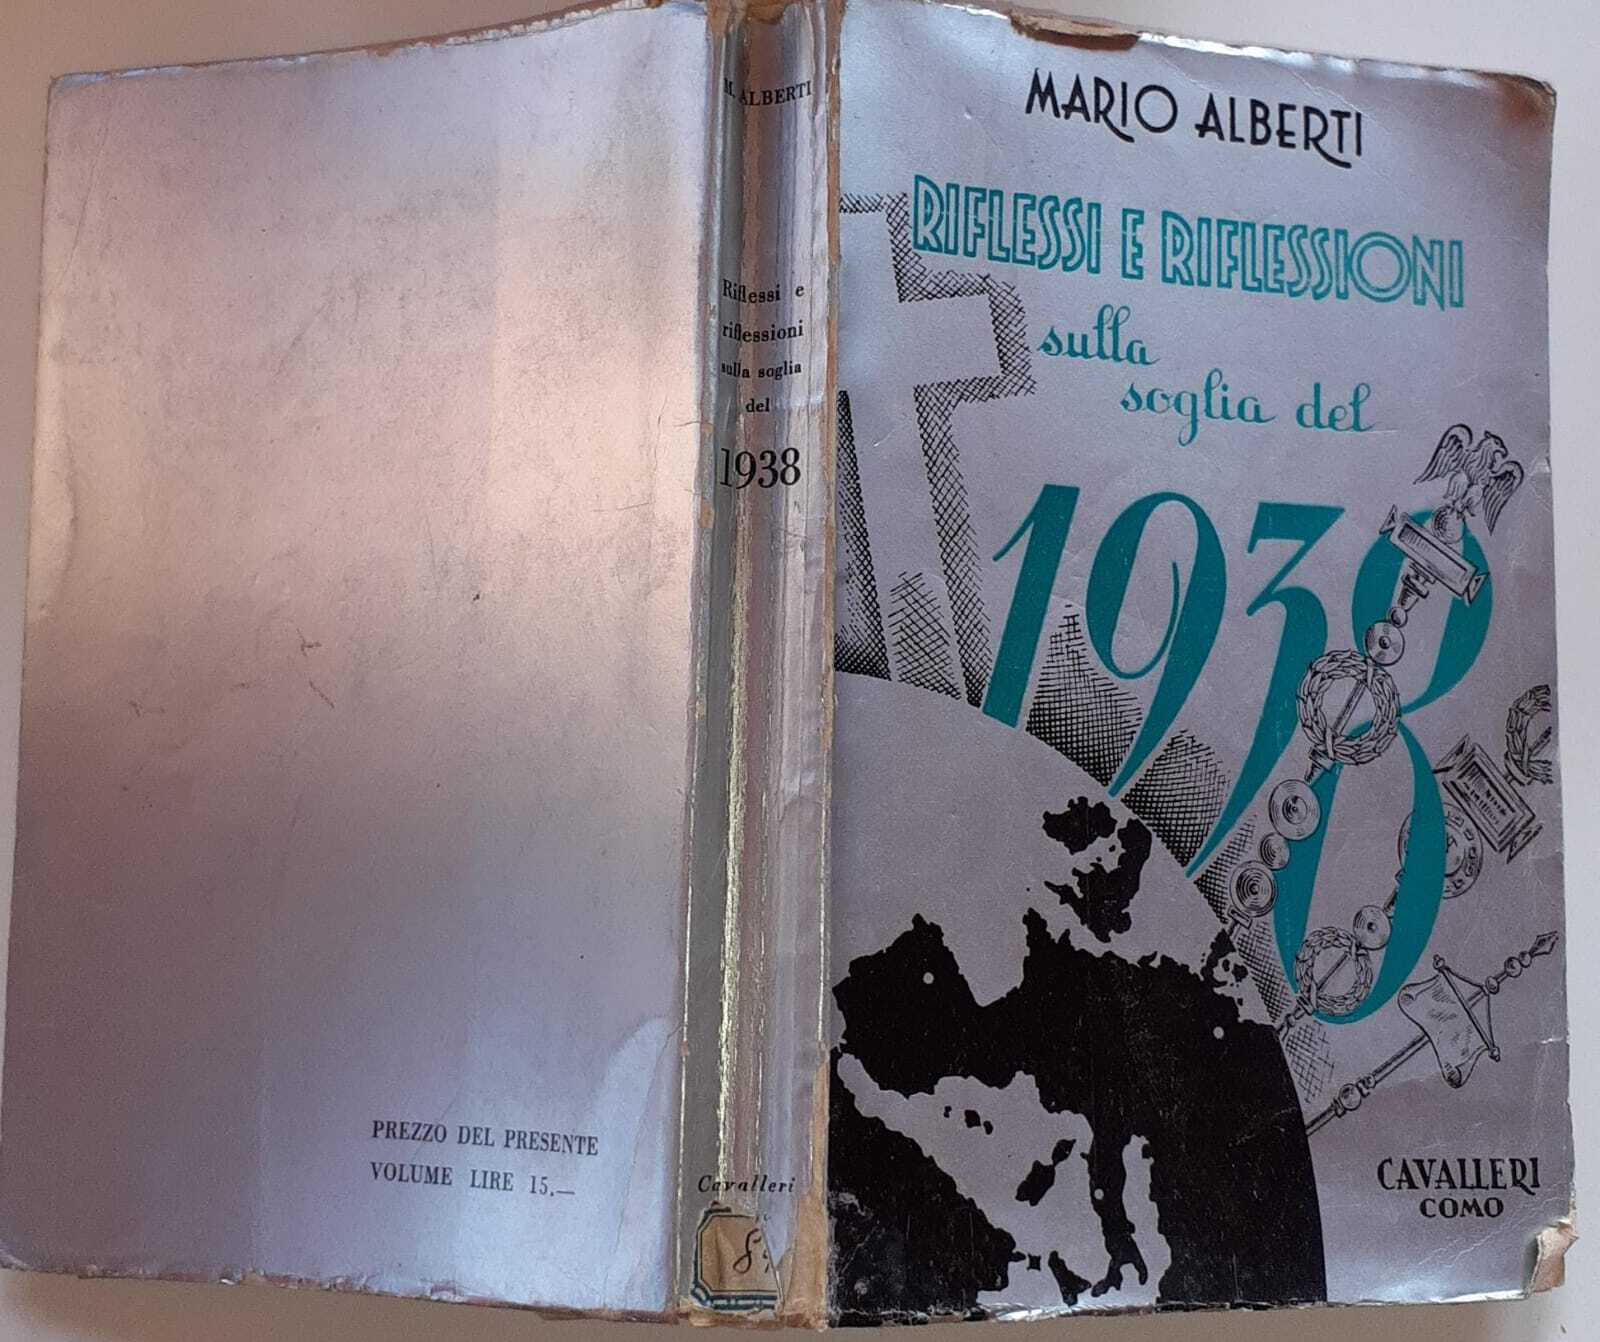 PREZZO DEL PRESENTE
VOLUME LIRE 15.—
M. ALBERTI
Riflessi e
riflessioni
sulla soglia
del
1938
Cavalleri
MARIO ALBERTI
RIFLESSI E RIFLESSIONI
sulla
soglia del
1938
CAVALLERI
COMO